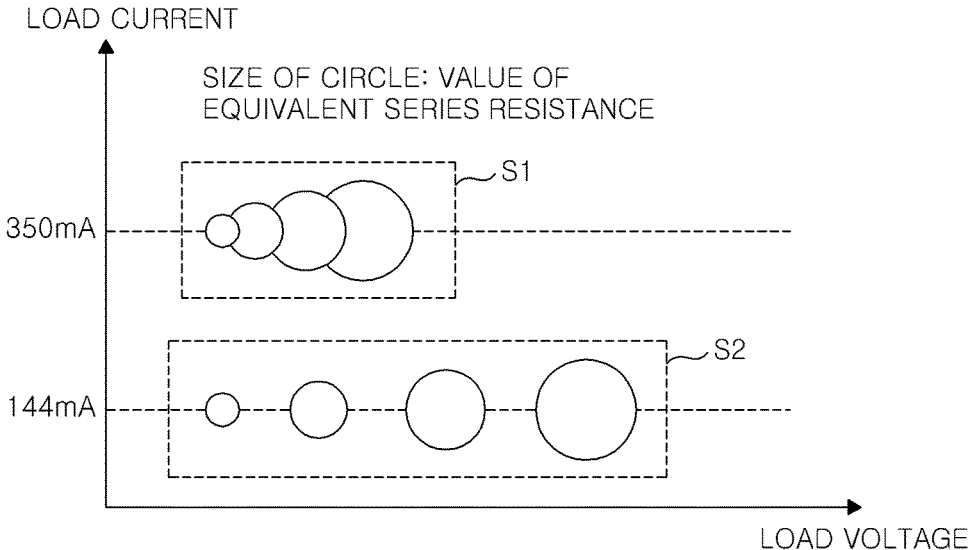 LOAD CURRENT
SIZE OF CIRCLE: VALUE OF
EQUIVALENT SERIES RESISTANCE
S1
350mA
S2
144mA
LOAD VOLTAGE